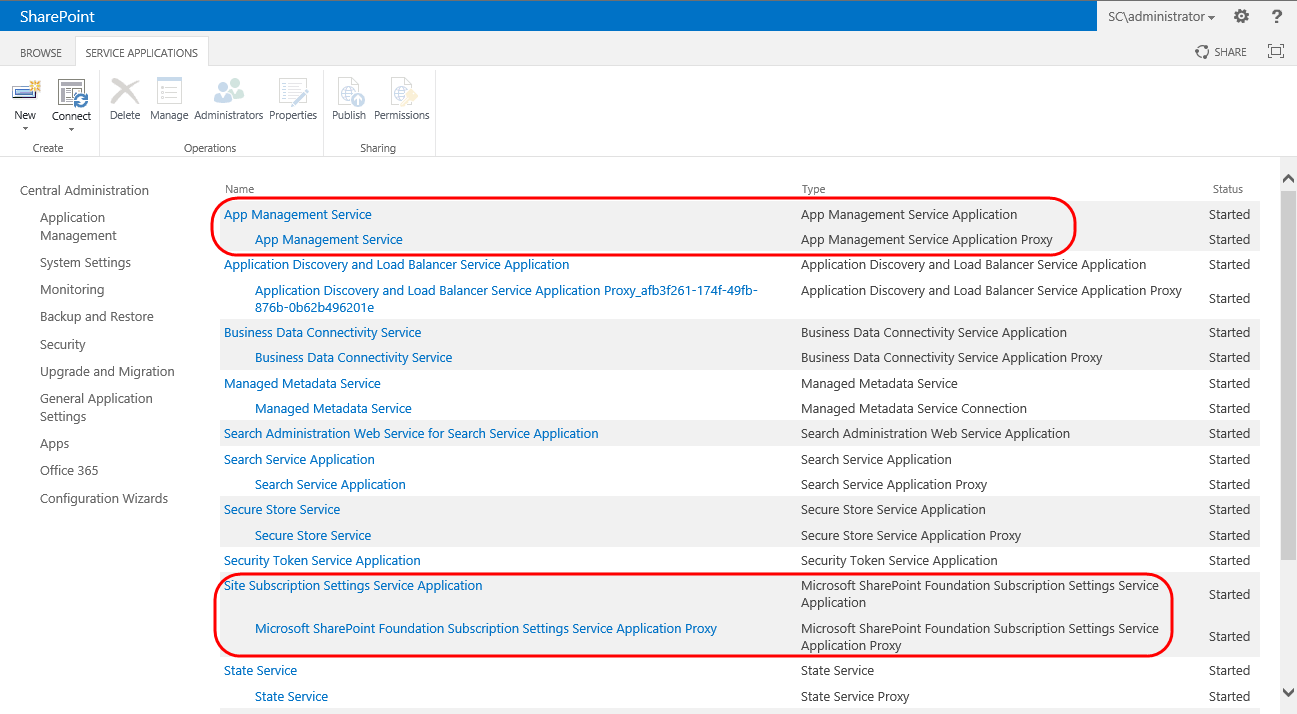 SharePoint
SC\administrator
?
BROWSE
SERVICE APPLICATIONS
SHARE
New
Connect
Delete
Manage
Administrators
Properties
Publish
Permissions
Create
Operations
Sharing
Central Administration
Application
Management
System Settings
Monitoring
Backup and Restore
Security
Upgrade and Migration
General Application
Settings
Apps
Office 365
Configuration Wizards
Name Type Status
App Management Service App Management Service Application Started
App Management Service App Management Service Application Proxy Started
Application Discovery and Load Balancer Service Application Application Discovery and Load Balancer Service Application Started
Application Discovery and Load Balancer Service Application Proxy_afb3f261-174f-49fb- Application Discovery and Load Balancer Service Application Proxy Started
876b-0b62b496201e
Business Data Connectivity Service Business Data Connectivity Service Application Started
Business Data Connectivity Service Business Data Connectivity Service Application Proxy Started
Managed Metadata Service Managed Metadata Service Started
Managed Metadata Service Managed Metadata Service Connection Started
Search Administration Web Service for Search Service Application Search Administration Web Service Application Started
Search Service Application Search Service Application Started
Search Service Application Search Service Application Proxy Started
Secure Store Service Secure Store Service Application Started
Secure Store Service Secure Store Service Application Proxy Started
Security Token Service Application Security Token Service Application Started
Site Subscription Settings Service Application Microsoft SharePoint Foundation Subscription Settings Service Started
Application
Microsoft SharePoint Foundation Subscription Settings Service Application Proxy Microsoft SharePoint Foundation Subscription Settings Service Started
Application Proxy
State Service State Service Started
State Service State Service Proxy Started